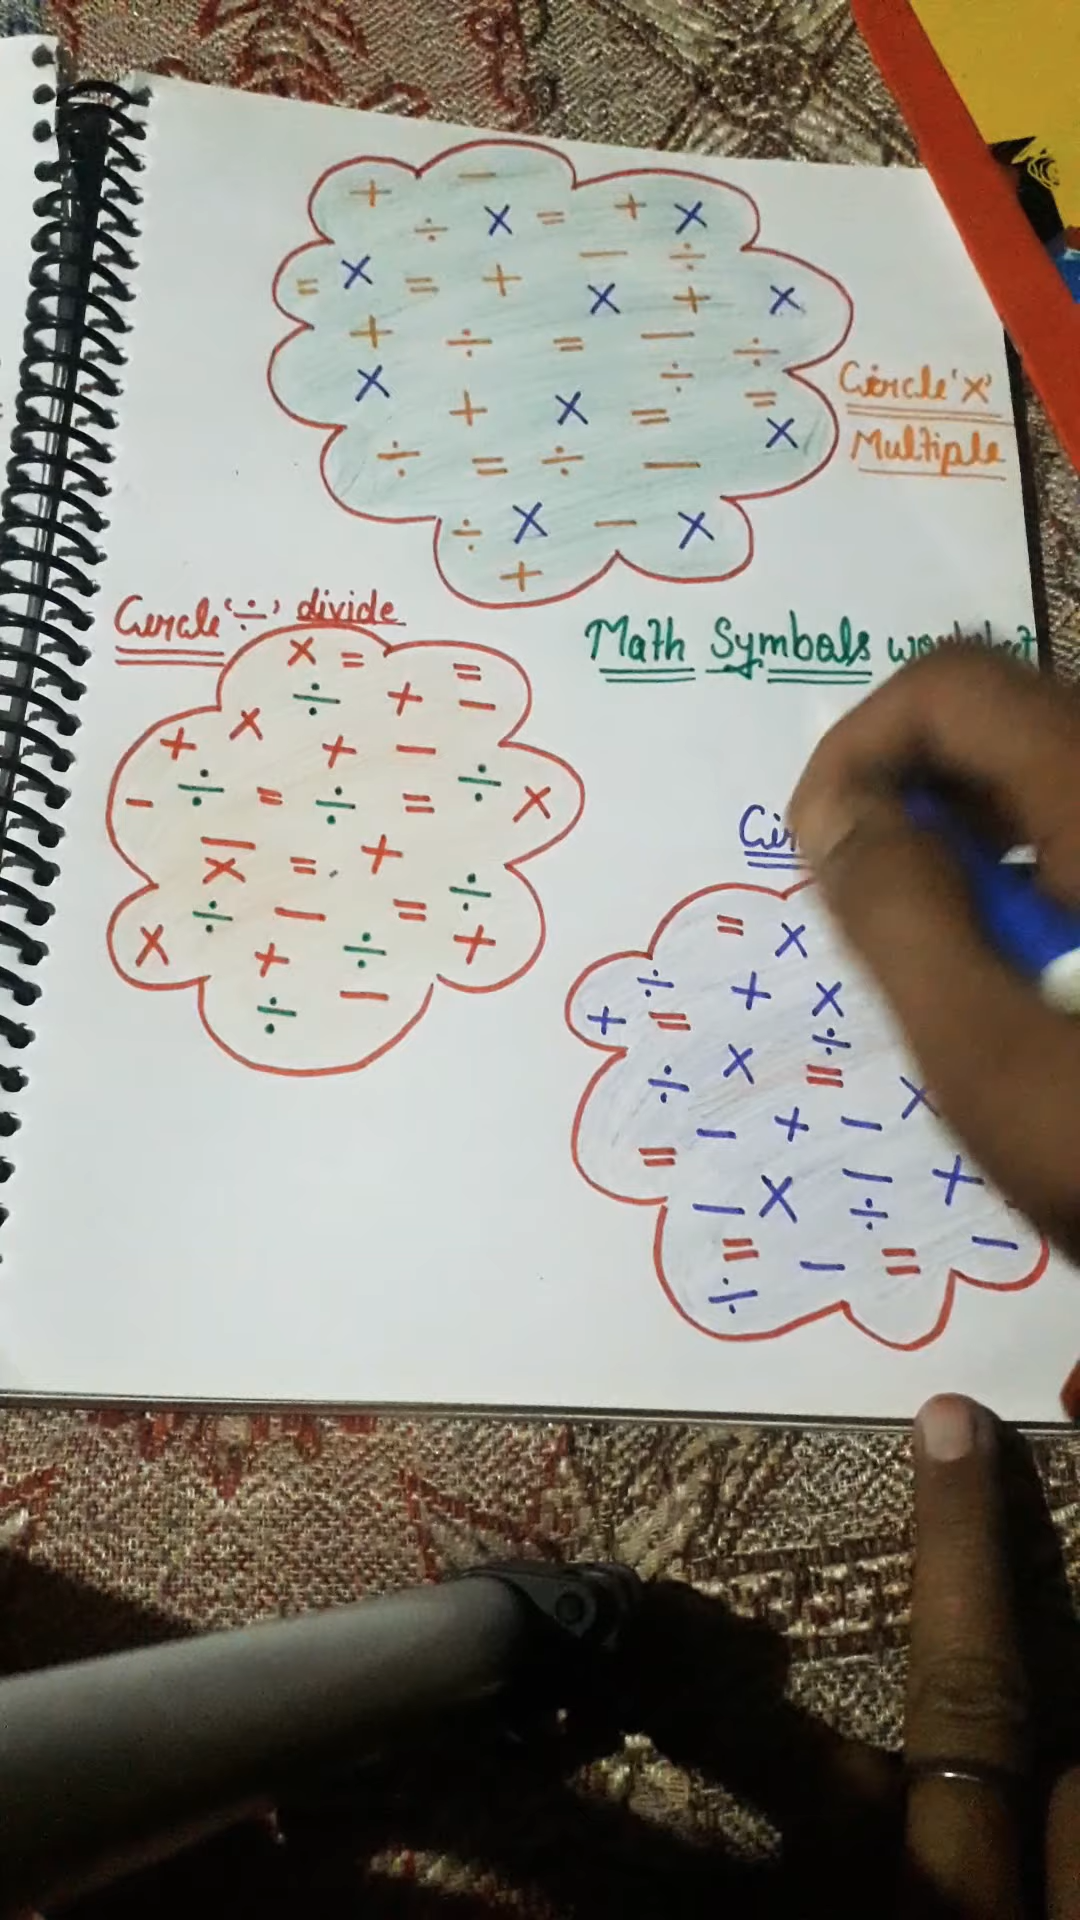 + −
÷ × = + ×
− ÷
= × = + × + ×
+ ÷ = − ÷
÷
× + × = =
×
÷ = ÷ −
÷ × − ×
+
Circle 'x'
Multiple
Circle '÷' divide
× = =
÷ + −
+ × + −
− ÷ = ÷ = ÷ ×
−
× = +
÷ − = ÷
× + ÷ +
÷ −
Math Symbols
= ×
÷ + ×
+ = ÷
÷ × = ×
= − + −
− × − +
÷
= − = −
÷